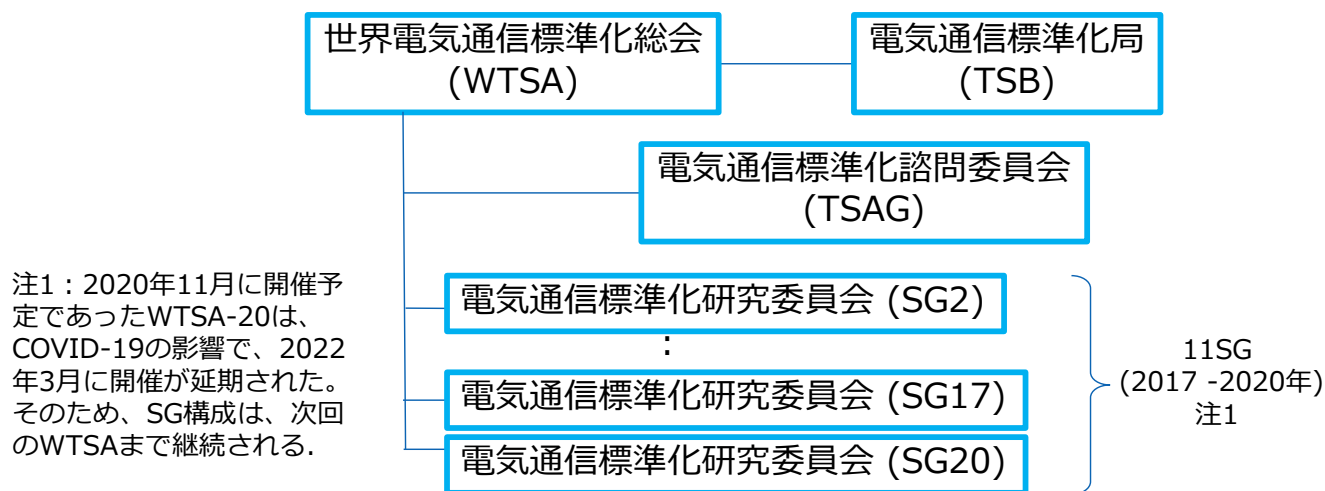 世界電気通信標準化総会
(WTSA)
電気通信標準化局
(TSB)
電気通信標準化諮問委員会
(TSAG)
注1：2020年11月に開催予
定であったWTSA-20は、
COVID-19の影響で、2022
年3月に開催が延期された。
そのため、SG構成は、次回
のWTSAまで継続される.
電気通信標準化研究委員会 (SG2)
:
電気通信標準化研究委員会 (SG17)
電気通信標準化研究委員会 (SG20)
11SG
(2017 -2020年)
注1